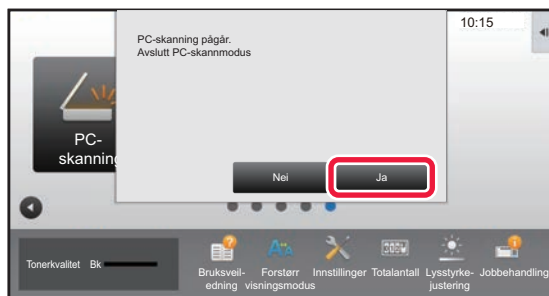 10:15
PC-skanning pågår.
Avslutt PC-skannmodus
PC-
skanning
Nei
Ja
Tonerkvalitet Bk
Bruksveil-
edning
Forstørr
visningsmodus
Innstillinger
Totalantall
Lysstyrke-
justering
Jobbehandling